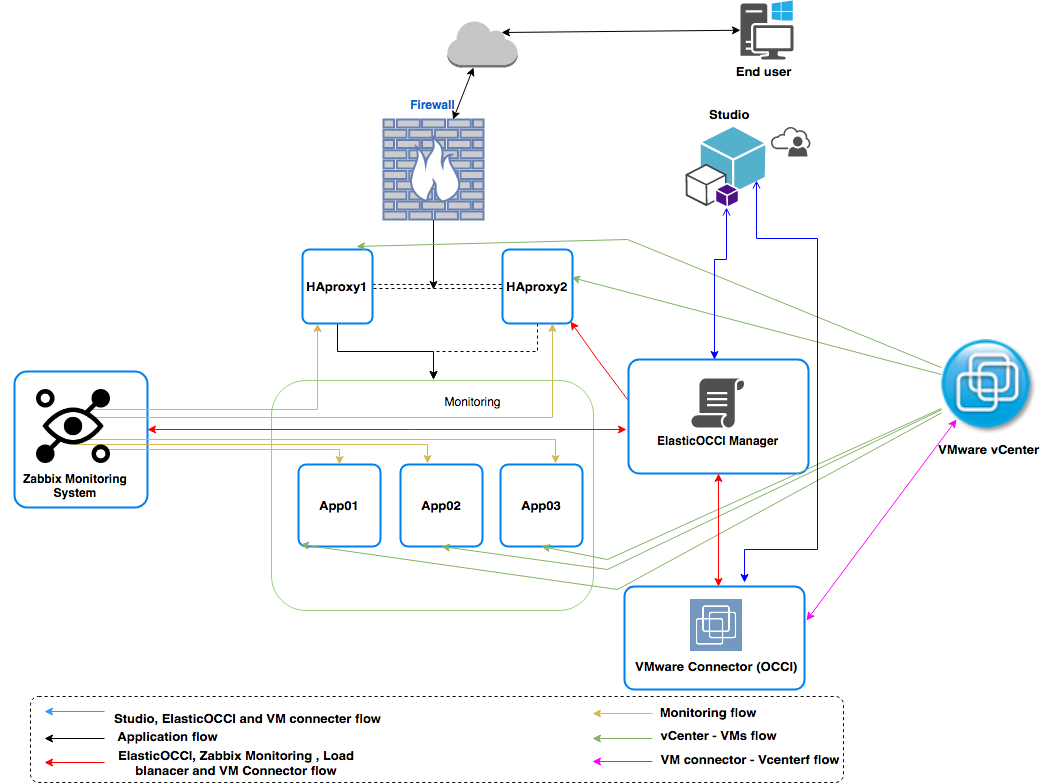 End user
Firewall
Studio
HAproxy1
HAproxy2
Monitoring
ElasticOCCI Manager
VMware vCenter
Zabbix Monitoring
System
App01
App02
App03
VMware Connector (OCCI)
Studio, ElasticOCCI and VM connecter flow
Application flow
ElasticOCCI, Zabbix Monitoring , Load
blanacer and VM Connector flow
Monitoring flow
vCenter - VMs flow
VM connector - Vcenterf flow